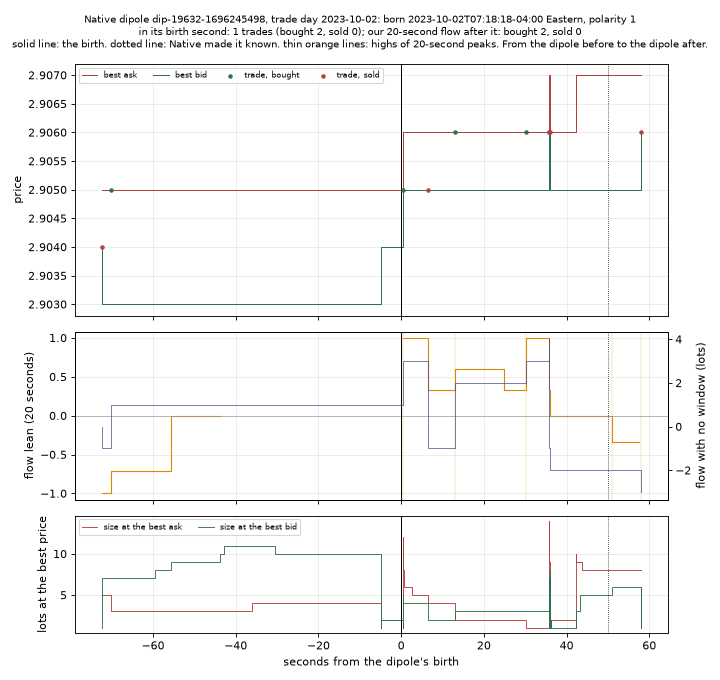 Native dipole dip-19632-1696245498, trade day 2023-10-02: born 2023-10-02T07:18:18-04:00 Eastern, polarity 1
in its birth second: 1 trades (bought 2, sold 0); our 20-second flow after it: bought 2, sold 0
solid line: the birth. dotted line: Native made it known. thin orange lines: highs of 20-second peaks. From the dipole before to the dipole after.
best ask
best bid
trade, bought
trade, sold
2.9070
2.9065
2.9060
2.9055
2.9050
2.9045
2.9040
2.9035
2.9030
price
1.0
0.5
0.0
−0.5
−1.0
flow lean (20 seconds)
4
2
0
−2
flow with no window (lots)
size at the best ask
size at the best bid
10
5
lots at the best price
−60
−40
−20
0
20
40
60
seconds from the dipole's birth